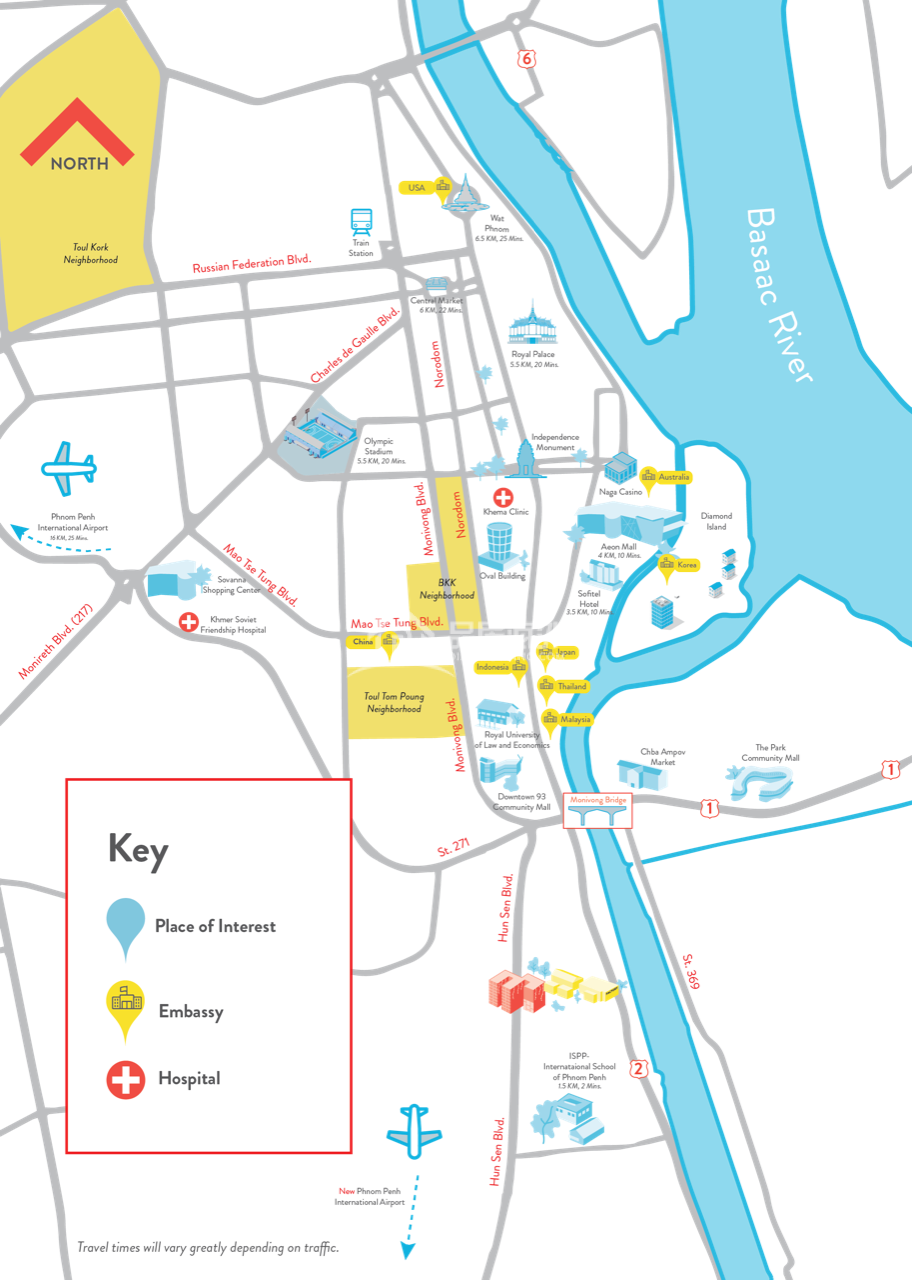 6
NORTH
USA
Wat
Phnom
6.5 KM, 25 Mins.
Basaac River
Train
Station
Toul Kork
Neighborhood
Russian Federation Blvd.
Central Market
6 KM, 22 Mins.
Charles de Gaulle Blvd.
Norodom
Royal Palace
5.5 KM, 20 Mins.
Olympic
Stadium
5.5 KM, 20 Mins.
Independence
Monument
Naga Casino
Australia
Phnom Penh
International Airport
16 KM, 25 Mins.
Monivong Blvd.
Norodom
Khema Clinic
Diamond
Island
Aeon Mall
4 KM, 10 Mins.
Mao Tse Tung Blvd.
Sovanna
Shopping Center
BKK
Neighborhood
Oval Building
Korea
Sofitel
Hotel
3.5 KM, 10 Mins.
Khmer Soviet
Friendship Hospital
Monireth Blvd. (217)
Mao Tse Tung Blvd.
China
Japan
Indonesia
Thailand
Malaysia
Toul Tom Poung
Neighborhood
Monivong Blvd.
Royal University
of Law and Economics
Chba Ampov
Market
The Park
Community Mall
1
1
Downtown 93
Community Mall
Monivong Bridge
St. 271
Key
Place of Interest
Embassy
Hospital
Hun Sen Blvd.
St. 369
2
ISPP-
Internataional School
of Phnom Penh
1.5 KM, 2 Mins.
Hun Sen Blvd.
New Phnom Penh
International Airport
Travel times will vary greatly depending on traffic.